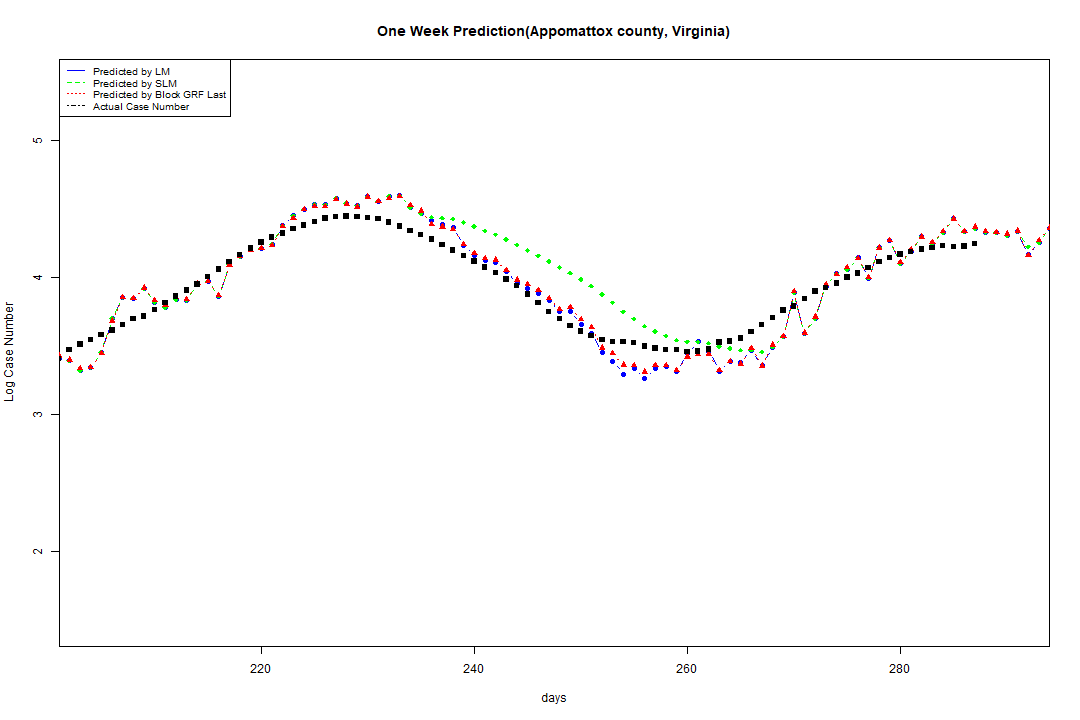 One Week Prediction(Appomattox county, Virginia)
Predicted by LM
Predicted by SLM
Predicted by Block GRF Last
Actual Case Number
5
4
3
2
Log Case Number
220 240 260 280
days